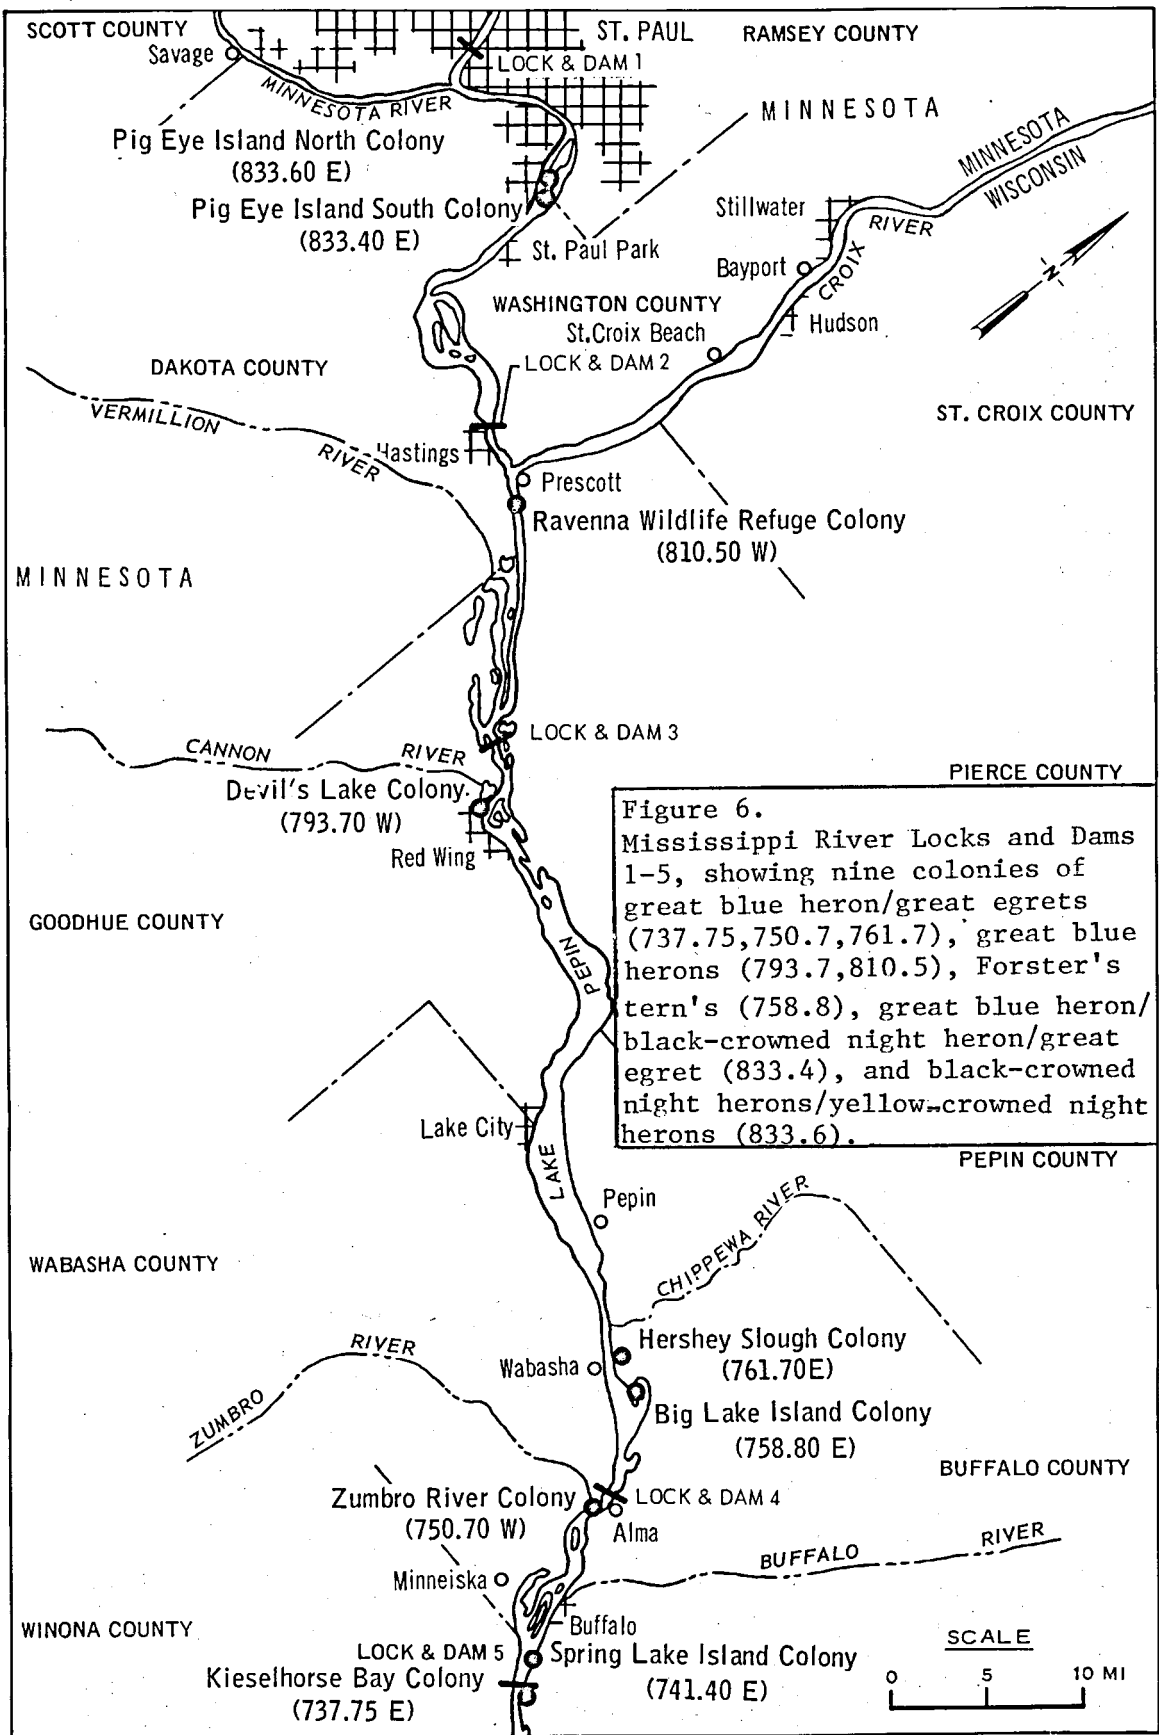 SCOTT COUNTY
ST. PAUL
RAMSEY COUNTY
Savage
LOCK & DAM 1
MINNESOTA RIVER
MINNESOTA
Pig Eye Island North Colony
(833.60 E)
MINNESOTA
WISCONSIN
Pig Eye Island South Colony
(833.40 E)
Stillwater
RIVER
St. Paul Park
Bayport
CROIX
N
WASHINGTON COUNTY
St.Croix Beach
Hudson
DAKOTA COUNTY
LOCK & DAM 2
VERMILLION
RIVER
ST. CROIX COUNTY
Hastings
Prescott
Ravenna Wildlife Refuge Colony
(810.50 W)
MINNESOTA
LOCK & DAM 3
CANNON
RIVER
PIERCE COUNTY
Devil's Lake Colony
(793.70 W)
Red Wing
Figure 6.
Mississippi River Locks and Dams
1-5, showing nine colonies of
great blue heron/great egrets
(737.75,750.7,761.7), great blue
herons (793.7,810.5), Forster's
tern's (758.8), great blue heron/
black-crowned night heron/great
egret (833.4), and black-crowned
night herons/yellow-crowned night
herons (833.6).
GOODHUE COUNTY
PEPIN
Lake City
LAKE
PEPIN COUNTY
Pepin
CHIPPEWA RIVER
WABASHA COUNTY
RIVER
ZUMBRO
Hershey Slough Colony
(761.70E)
Wabasha
Big Lake Island Colony
(758.80 E)
BUFFALO COUNTY
Zumbro River Colony
(750.70 W)
LOCK & DAM 4
Alma
BUFFALO
RIVER
Minneiska
Buffalo
WINONA COUNTY
LOCK & DAM 5
Spring Lake Island Colony
(741.40 E)
Kieselhorse Bay Colony
(737.75 E)
SCALE
0 5 10 MI